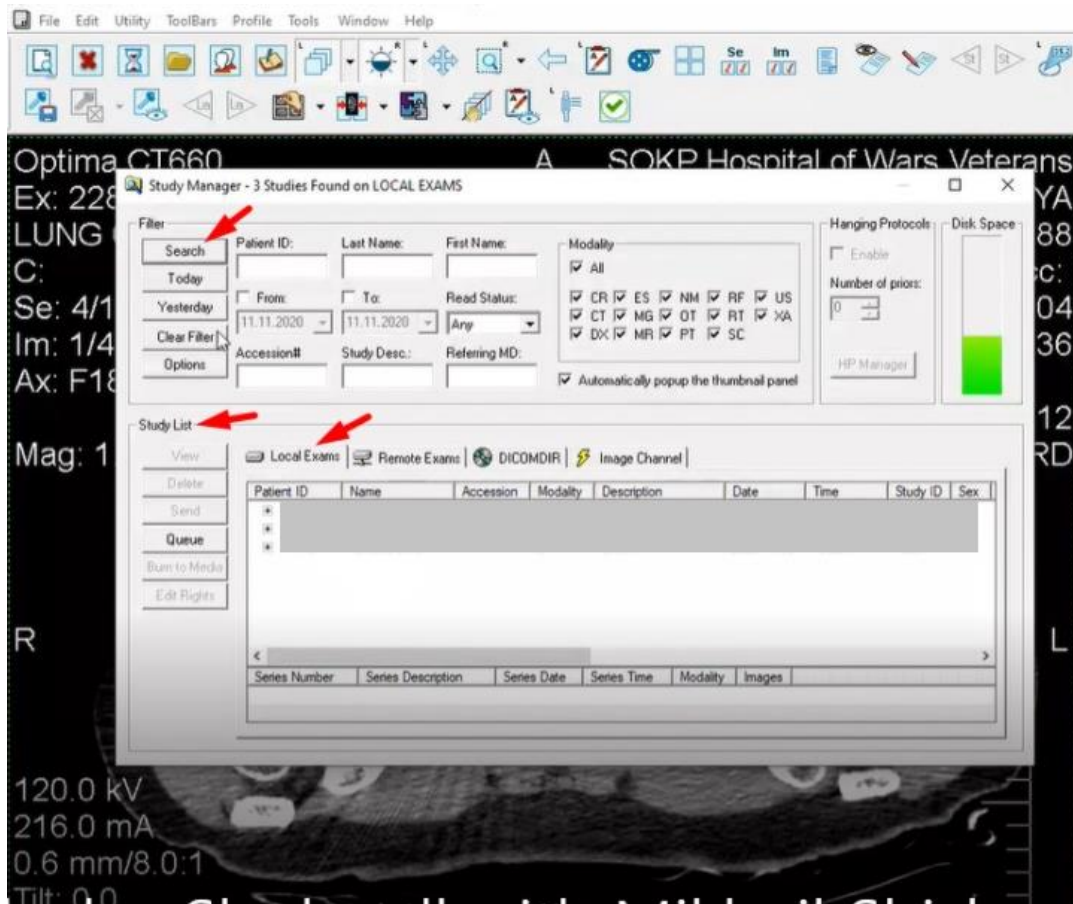 File Edit Utility ToolBars Profile Tools Window Help
Se Im
Optima CT660 A SOKP Hospital of Wars Veterans
Ex: 228 YA
LUNG 88
C: c:
Se: 4/1 04
Im: 1/4 36
Ax: F18
12
Mag: 1 RD
Study Manager - 3 Studies Found on LOCAL EXAMS
Filter Hanging Protocols Disk Space
Search Patient ID: Last Name: First Name: Modality Enable
Today All Number of priors:
Yesterday From: To: Read Status: CR ES NM RF US 0
11.11.2020 11.11.2020 Any CT MG OT RT XA
Clear Filter DX MR PT SC
Options Accession# Study Desc.: Referring MD: HP Manager
Automatically popup the thumbnail panel
Study List
View Local Exams Remote Exams DICOMDIR Image Channel
Delete Patient ID Name Accession Modality Description Date Time Study ID Sex
Send
Queue
Burn to Media
Edit Rights
R L
Series Number Series Description Series Date Series Time Modality Images
120.0 kV
216.0 mA
0.6 mm/8.0:1
Tilt: 0.0